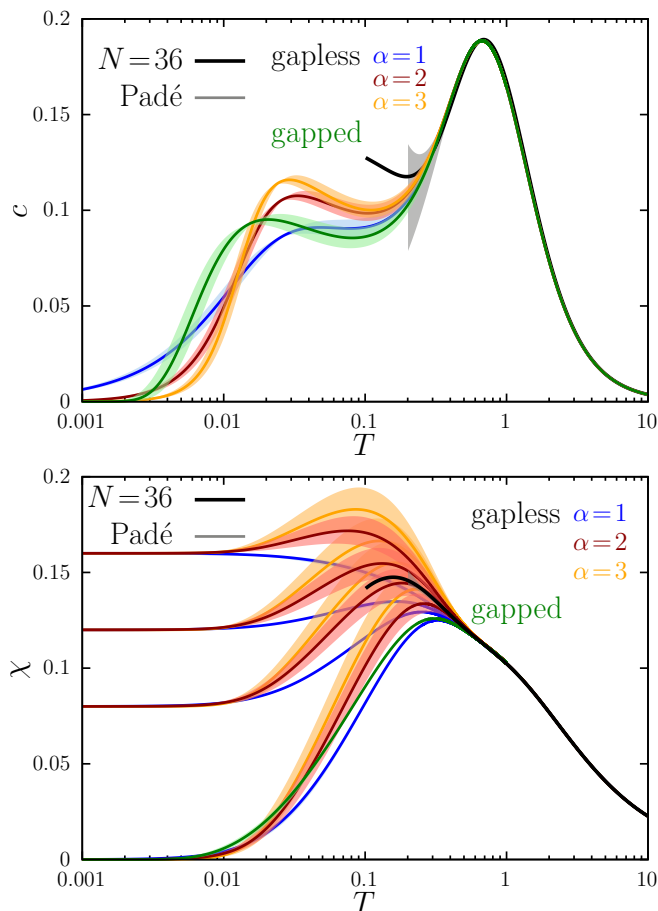 0.2
0.15
0.1
0.05
0
c
N = 36
Padé
gapless α=1
α=2
α=3
gapped
0.001 0.01 0.1 1 10
T
0.2
0.15
0.1
0.05
0
χ
N = 36
Padé
gapless α=1
α=2
α=3
gapped
0.001 0.01 0.1 1 10
T